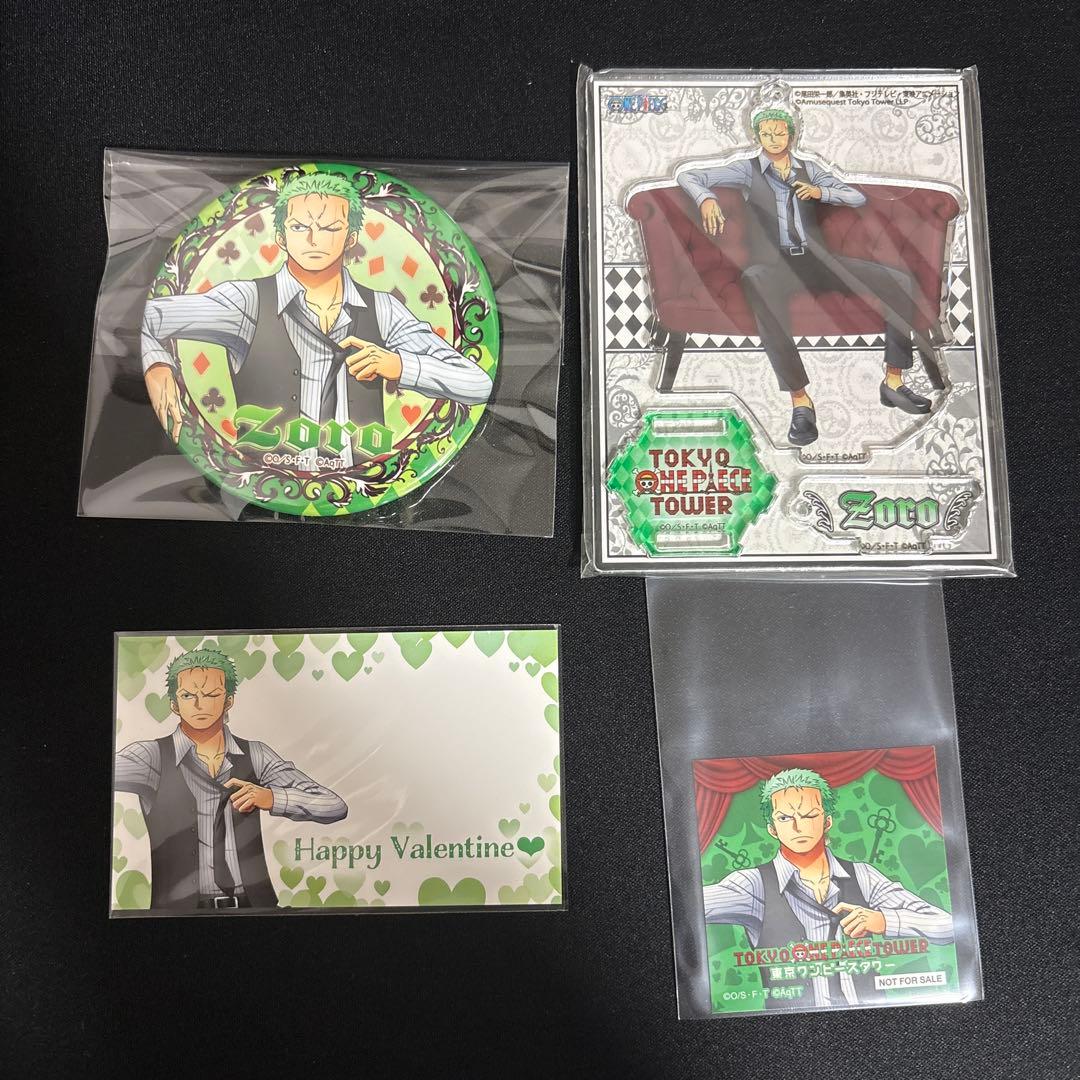 Zoro
©O/S・F・T ©AqTT
ONE PIECE
©尾田栄一郎／集英社・フジテレビ・東映アニメーション
©Amusequest Tokyo Tower LLP
©O/S・F・T ©AqTT
TOKYO
ONE PIECE
TOWER
©O/S・F・T ©AqTT
Zoro
©O/S・F・T ©AqTT
Happy Valentine
TOKYO ONE PIECE TOWER
東京ワンピースタワー
NOT FOR SALE
©O/S・F・T ©AqTT